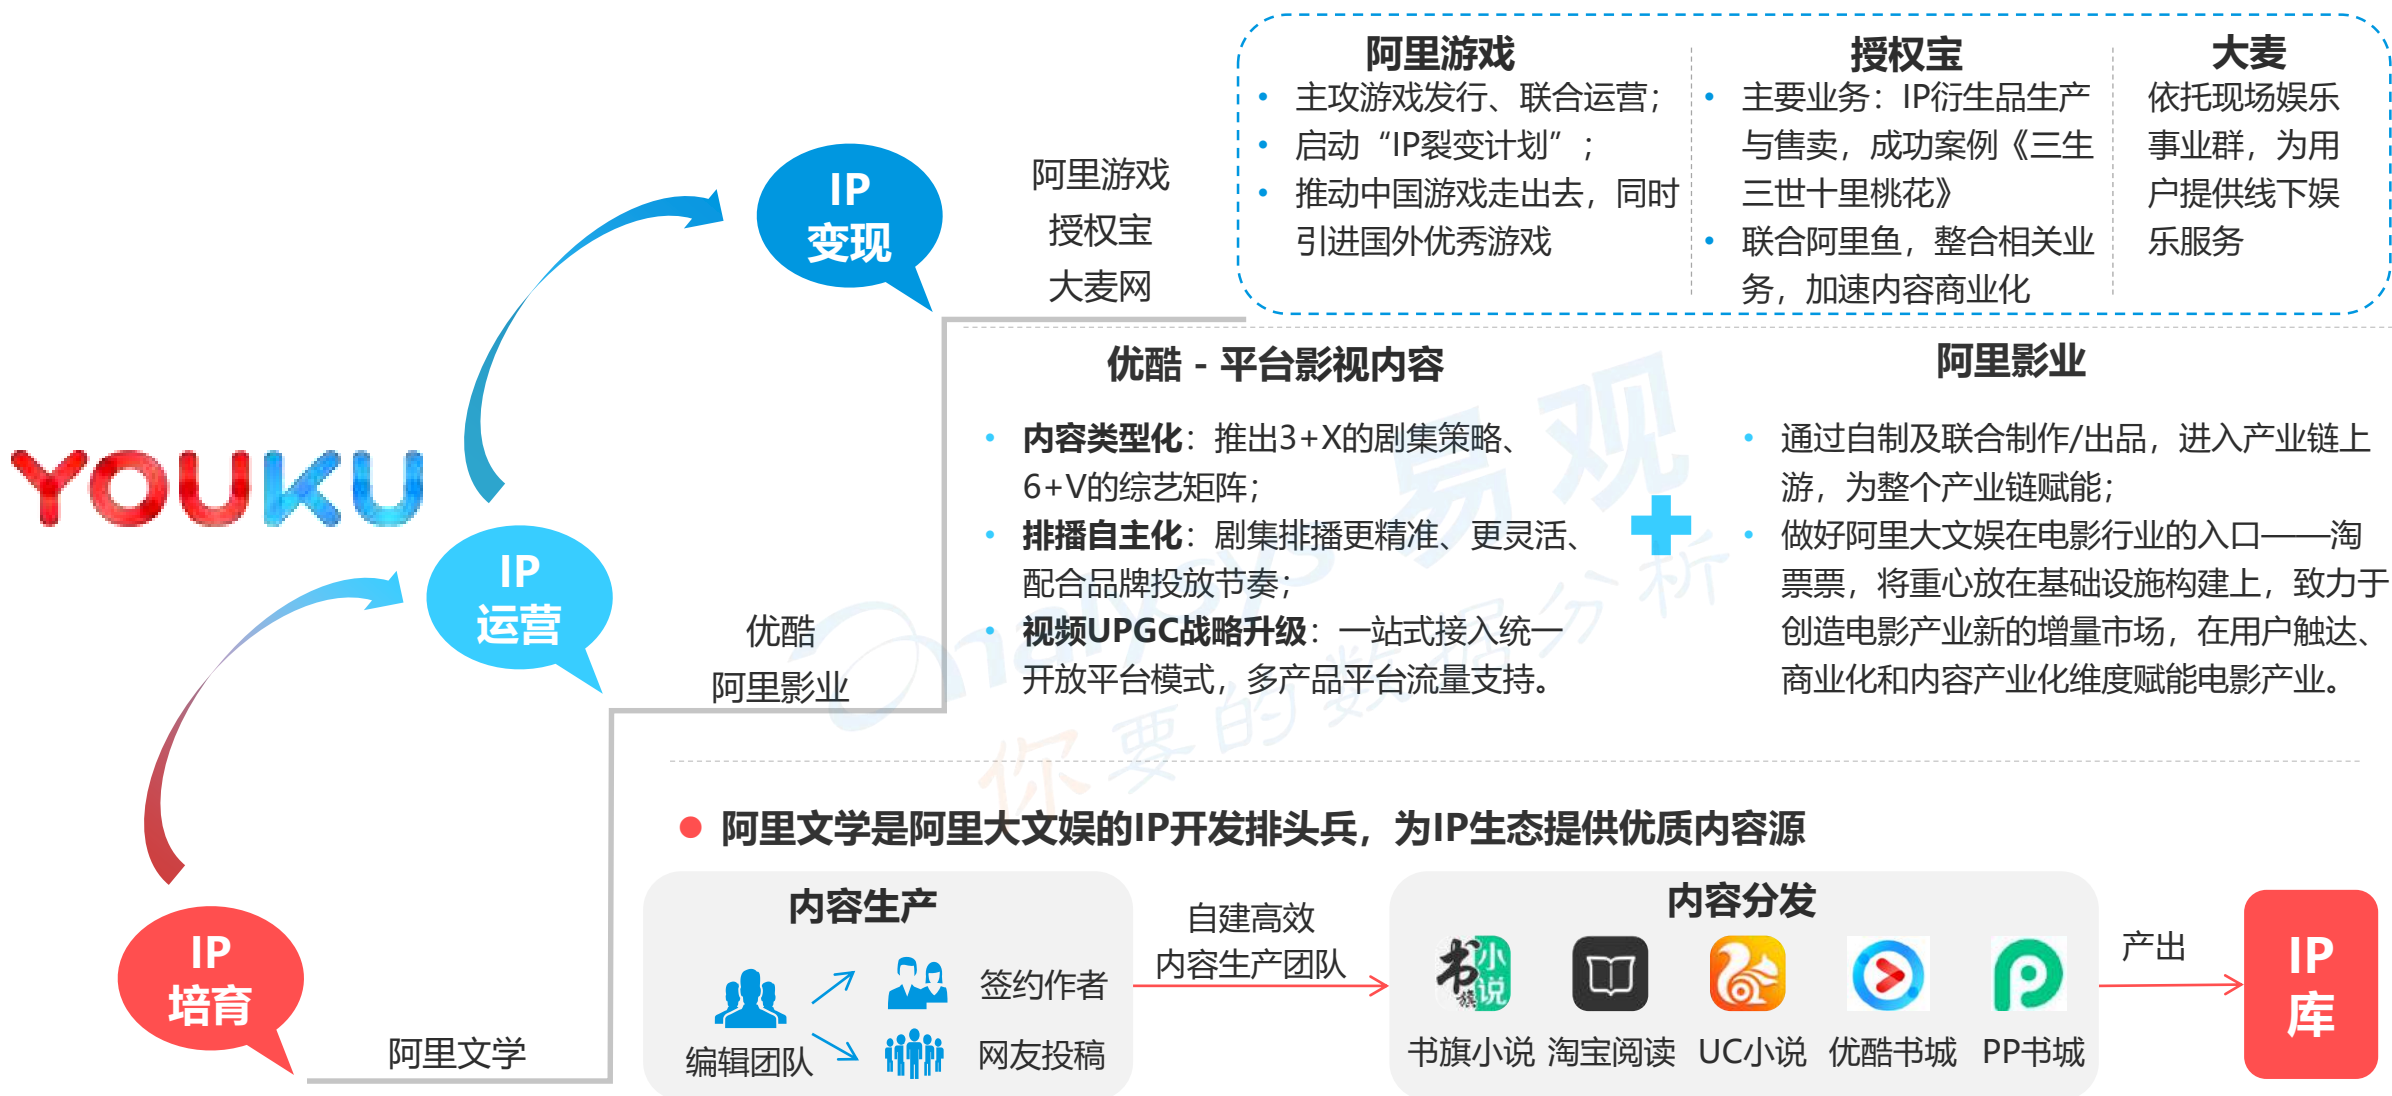 阿里游戏
主攻游戏发行、联合运营；
启动“IP裂变计划”；
推动中国游戏走出去，同时
引进国外优秀游戏
授权宝
主要业务：IP衍生品生产
与售卖，成功案例《三生
三世十里桃花》
联合阿里鱼，整合相关业
务，加速内容商业化
大麦
依托现场娱乐
事业群，为用
户提供线下娱
乐服务
IP
变现
阿里游戏
授权宝
大麦网
YOUKU
IP
运营
优酷
阿里影业
优酷 - 平台影视内容
内容类型化：推出3+X的剧集策略、
6+V的综艺矩阵；
排播自主化：剧集排播更精准、更灵活、
配合品牌投放节奏；
视频UPGC战略升级：一站式接入统一
开放平台模式，多产品平台流量支持。
阿里影业
通过自制及联合制作/出品，进入产业链上
游，为整个产业链赋能；
做好阿里大文娱在电影行业的入口——淘
票票，将重心放在基础设施构建上，致力于
创造电影产业新的增量市场，在用户触达、
商业化和内容产业化维度赋能电影产业。
analysys 易观
你要的数据分析
IP
培育
阿里文学
阿里文学是阿里大文娱的IP开发排头兵，为IP生态提供优质内容源
内容生产
编辑团队
签约作者
网友投稿
自建高效
内容生产团队
内容分发
书旗小说
书旗小说 淘宝阅读 UC小说 优酷书城 PP书城
产出
IP
库